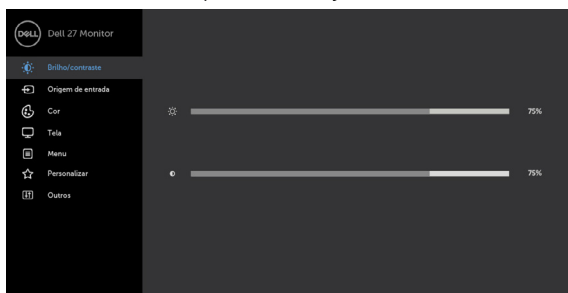 DELL Dell 27 Monitor
Brilho/contraste
Origem de entrada
Cor
75%
Tela
Menu
Personalizar
75%
Outros